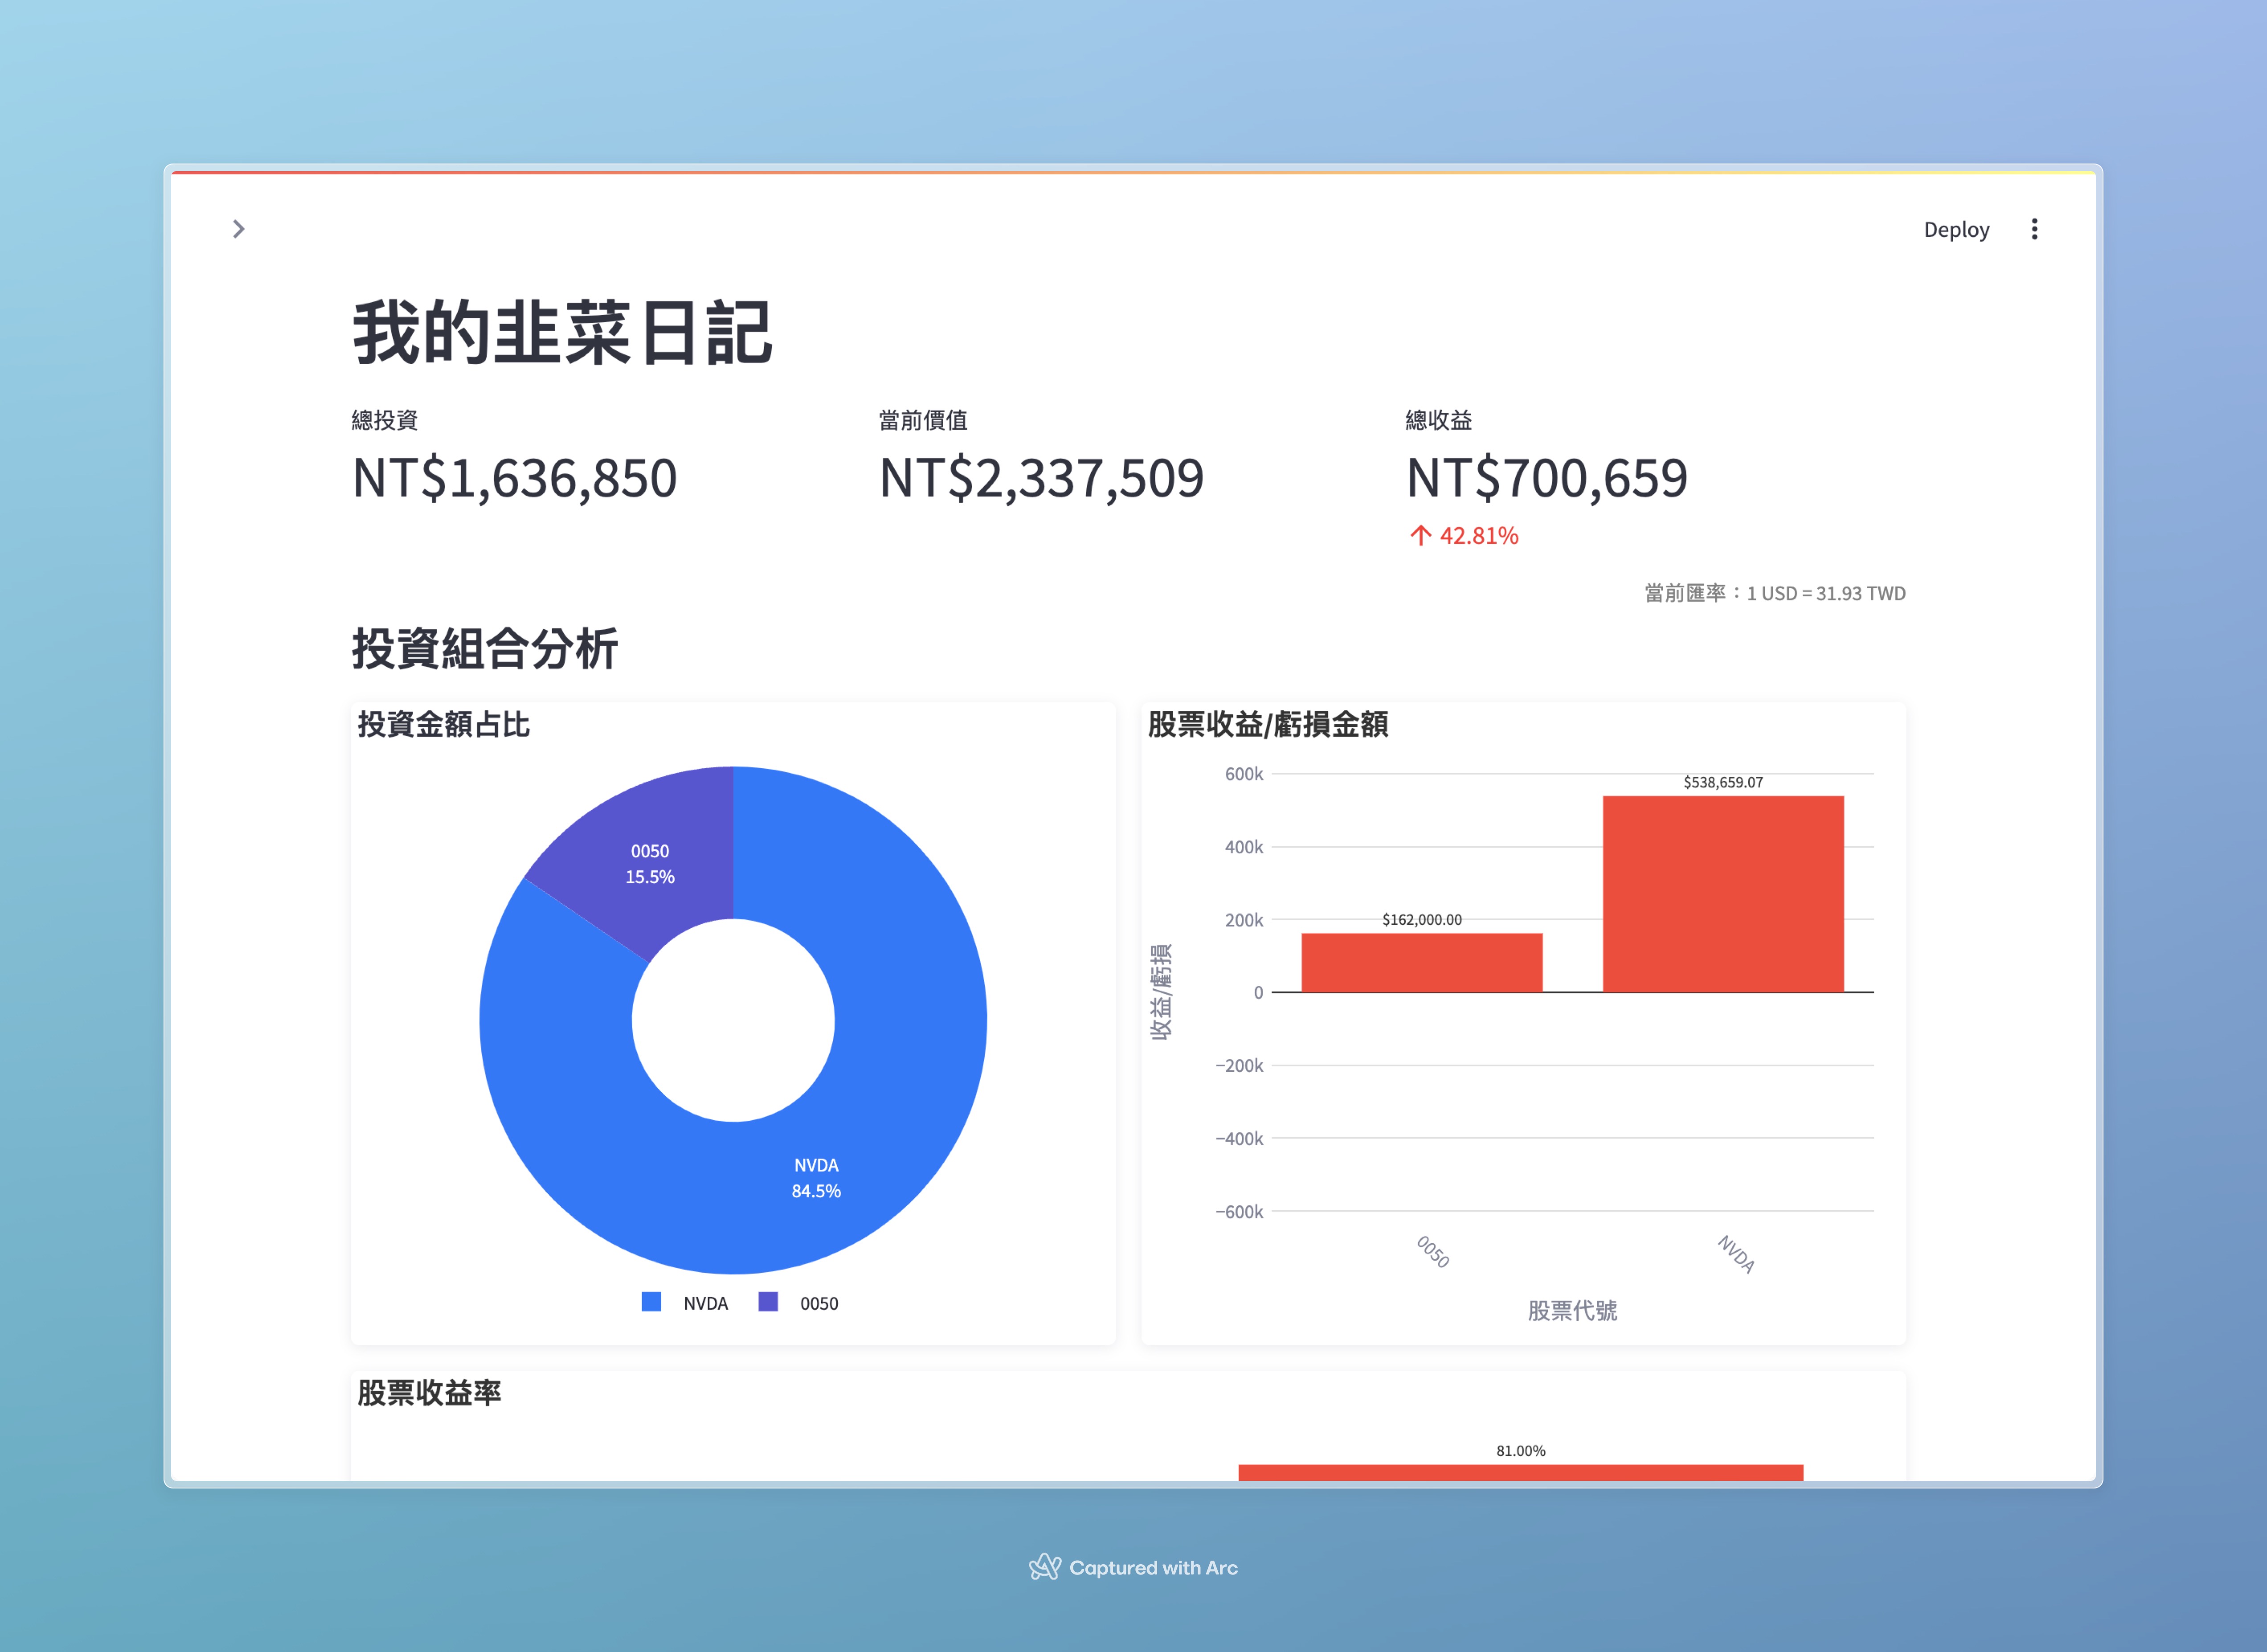 Deploy
我的韭菜日記
總投資
NT$1,636,850
當前價值
NT$2,337,509
總收益
NT$700,659
↑ 42.81%
當前匯率：1 USD = 31.93 TWD
投資組合分析
投資金額占比
0050
15.5%
NVDA
84.5%
NVDA
0050
股票收益/虧損金額
收益/虧損
600k
400k
200k
0
−200k
−400k
−600k
$162,000.00
$538,659.07
0050
NVDA
股票代號
股票收益率
81.00%
Captured with Arc